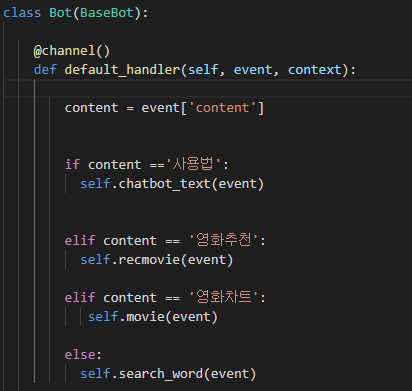 class Bot(BaseBot):
@channel()
def default_handler(self, event, context):
content = event['content']
if content =='사용법':
self.chatbot_text(event)
elif content == '영화추천':
self.recmovie(event)
elif content == '영화차트':
self.movie(event)
else:
self.search_word(event)